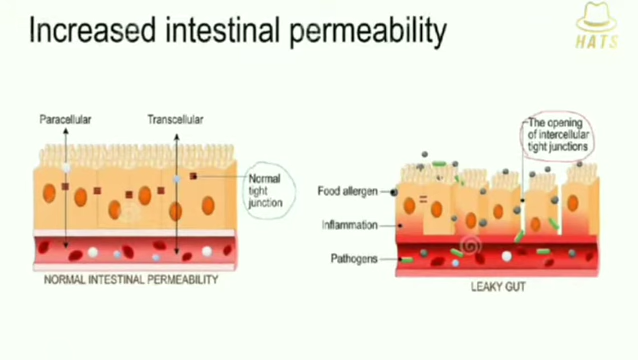 Increased intestinal permeability
HATS
Paracellular
Transcellular
Normal
tight
junction
NORMAL INTESTINAL PERMEABILITY
The opening
of intercellular
tight junctions
Food allergen
Inflammation
Pathogens
LEAKY GUT